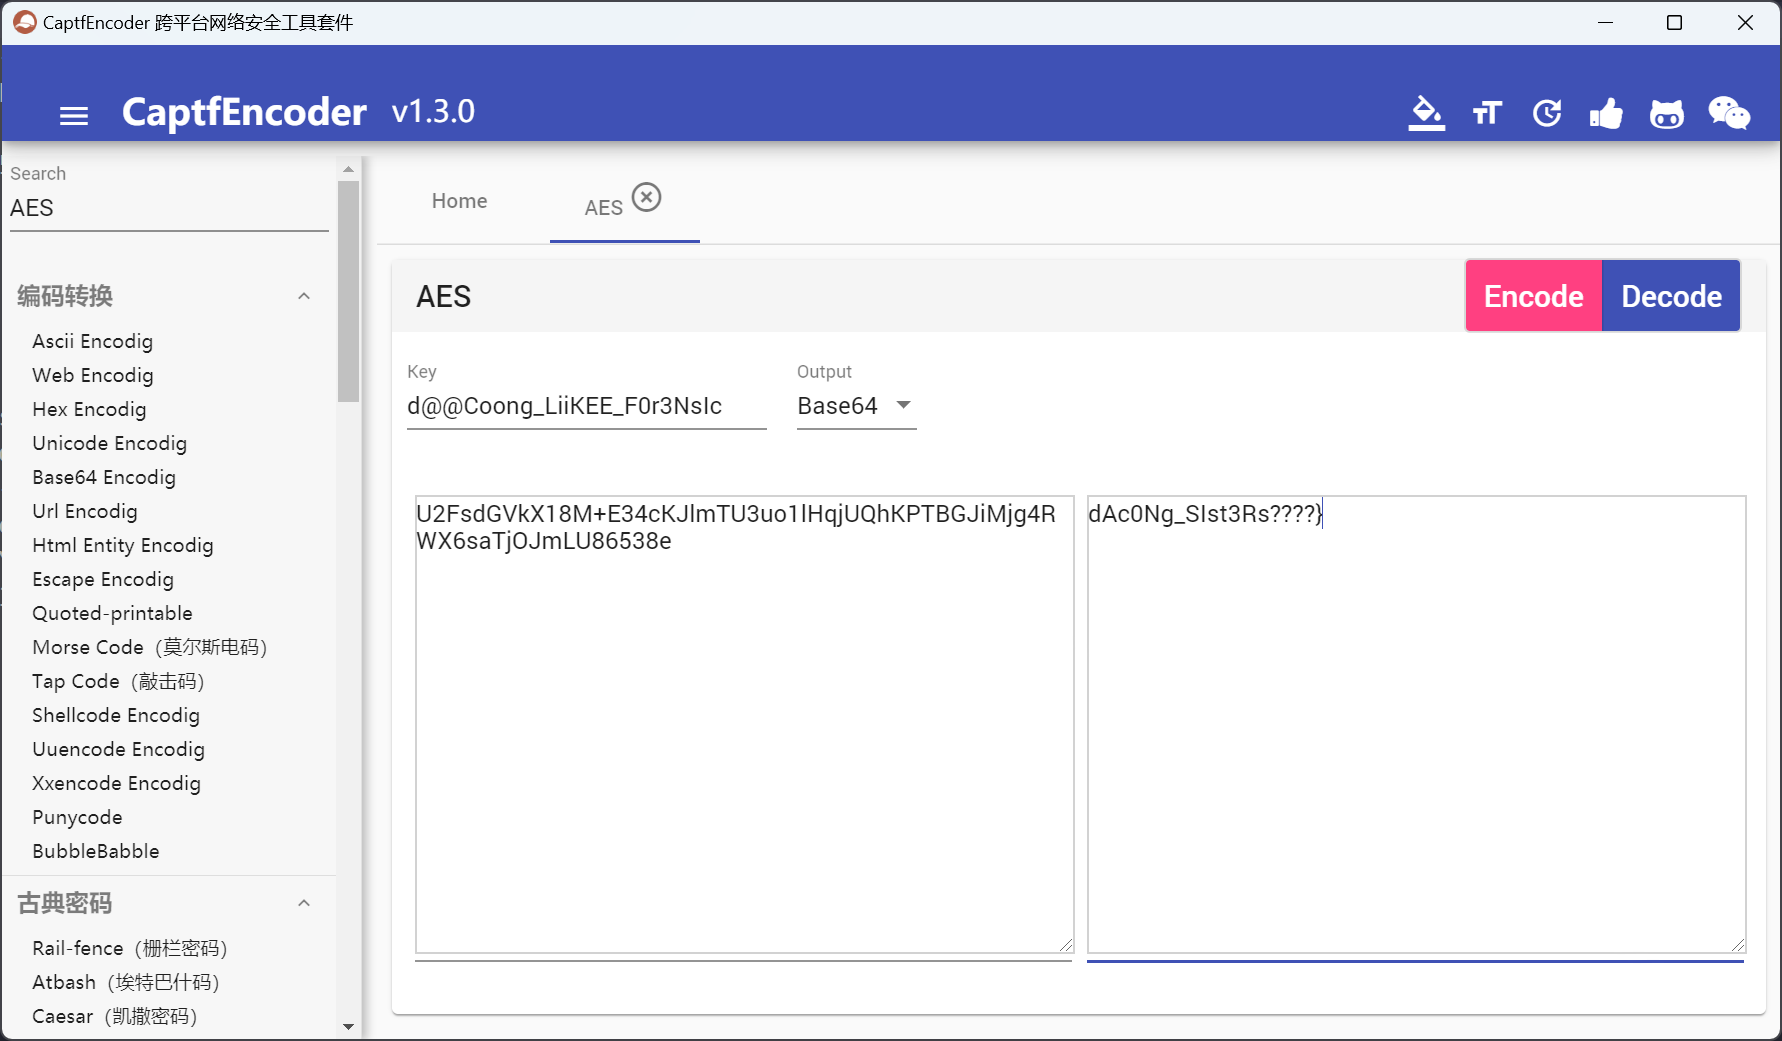 CaptfEncoder 跨平台网络安全工具套件
CaptfEncoder v1.3.0
Search
AES
编码转换
Ascii Encodig
Web Encodig
Hex Encodig
Unicode Encodig
Base64 Encodig
Url Encodig
Html Entity Encodig
Escape Encodig
Quoted-printable
Morse Code（莫尔斯电码）
Tap Code（敲击码）
Shellcode Encodig
Uuencode Encodig
Xxencode Encodig
Punycode
BubbleBabble
古典密码
Rail-fence（栅栏密码）
Atbash（埃特巴什码）
Caesar（凯撒密码）
Home
AES
AES
Encode
Decode
Key
d@@Coong_LiiKEE_F0r3NsIc
Output
Base64
U2FsdGVkX18M+E34cKJlmTU3uo1lHqjUQhKPTBGJiMjg4R
WX6saTjOJmLU86538e
dAc0Ng_SIst3Rs????}